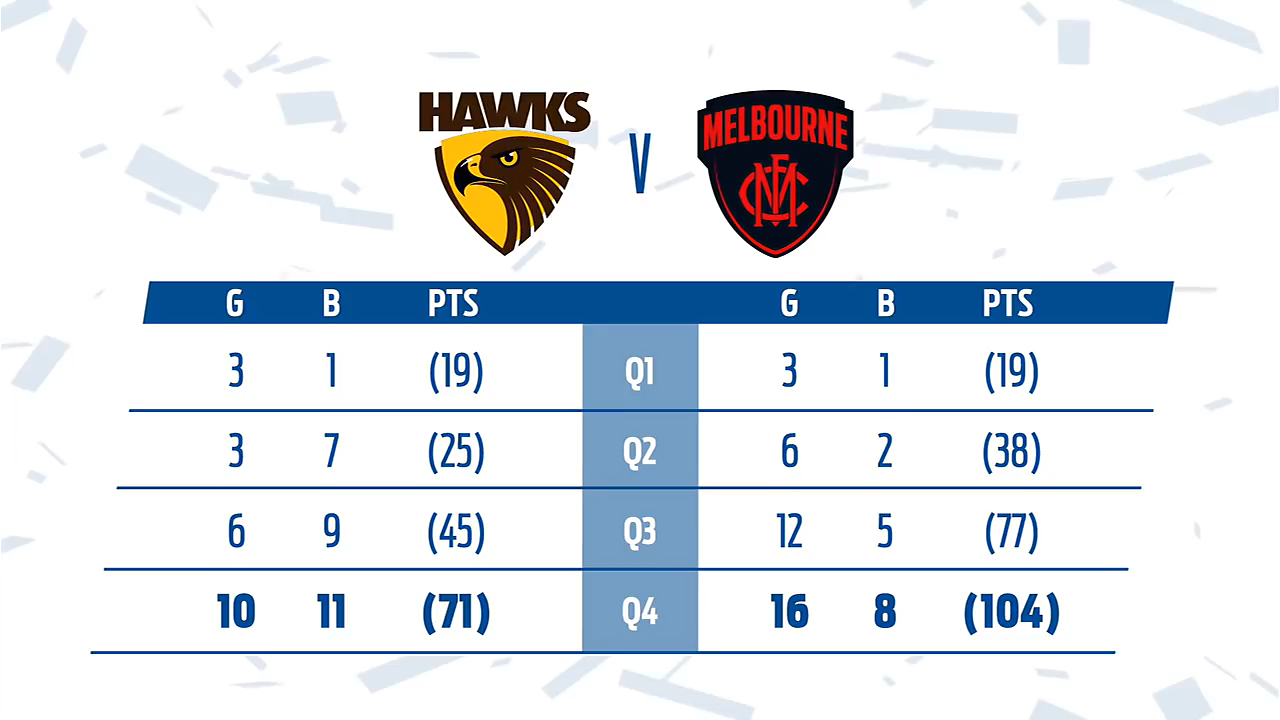 HAWKS V MELBOURNE
MCFC
G B PTS G B PTS
3 1 (19) Q1 3 1 (19)
3 7 (25) Q2 6 2 (38)
6 9 (45) Q3 12 5 (77)
10 11 (71) Q4 16 8 (104)